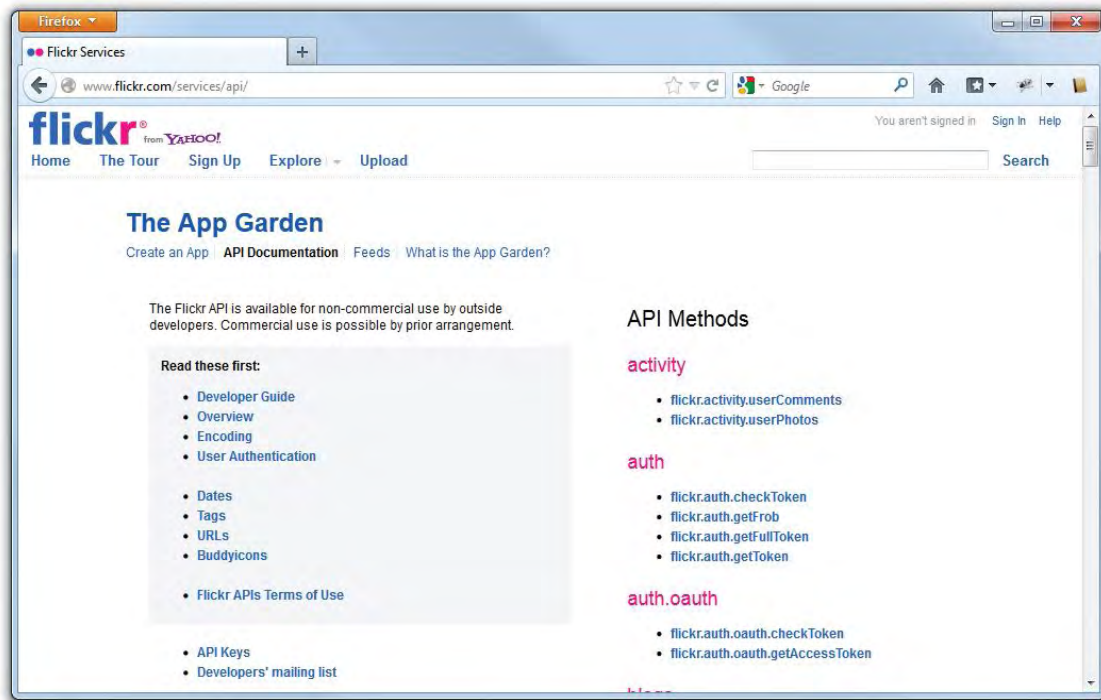 Firefox
Flickr Services
www.flickr.com/services/api/
Google
flickr® from YAHOO!
You aren't signed in Sign In Help
Home The Tour Sign Up Explore Upload
Search
The App Garden
Create an App API Documentation Feeds What is the App Garden?
The Flickr API is available for non-commercial use by outside
developers. Commercial use is possible by prior arrangement.
Read these first:
• Developer Guide
• Overview
• Encoding
• User Authentication
• Dates
• Tags
• URLs
• Buddyicons
• Flickr APIs Terms of Use
• API Keys
• Developers' mailing list
API Methods
activity
• flickr.activity.userComments
• flickr.activity.userPhotos
auth
• flickr.auth.checkToken
• flickr.auth.getFrob
• flickr.auth.getFullToken
• flickr.auth.getToken
auth.oauth
• flickr.auth.oauth.checkToken
• flickr.auth.oauth.getAccessToken